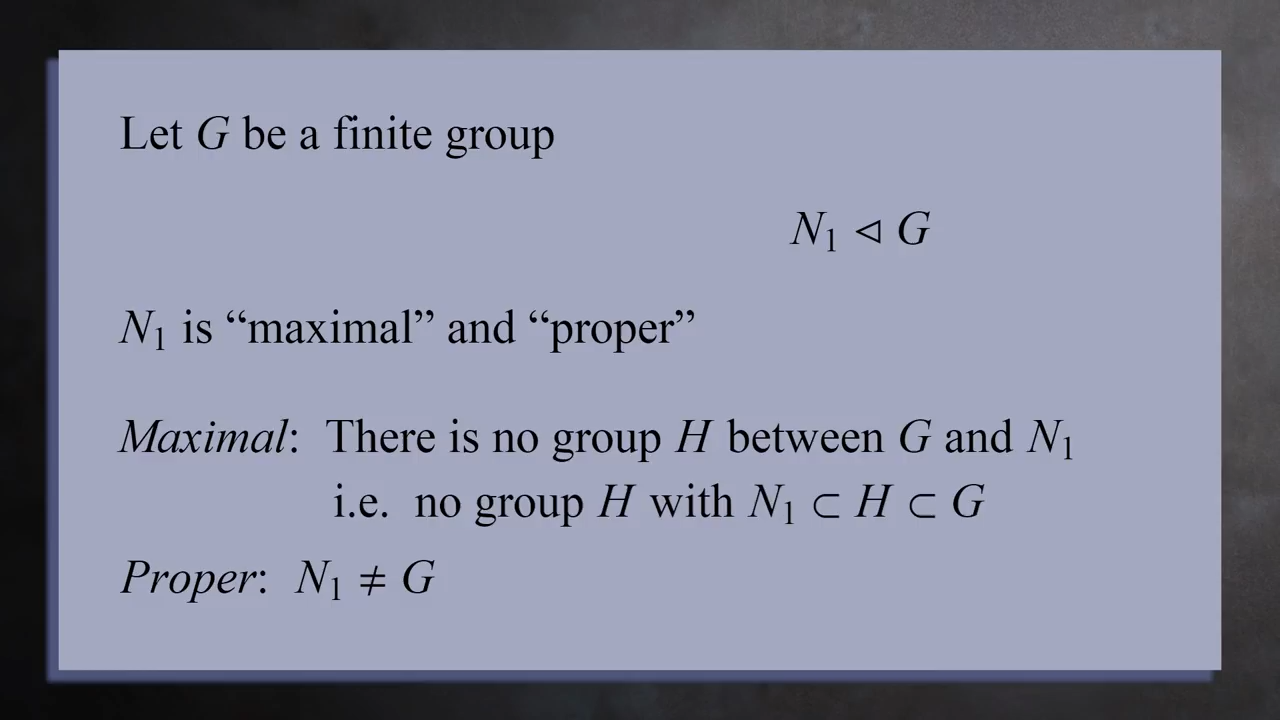 Let G be a finite group
N₁ ⊲ G
N₁ is “maximal” and “proper”
Maximal: There is no group H between G and N₁
i.e. no group H with N₁ ⊂ H ⊂ G
Proper: N₁ ≠ G